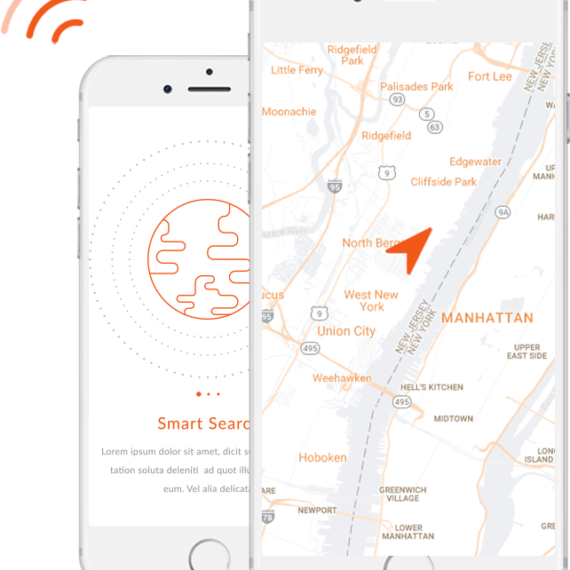 Ridgefield
Park
Little Ferry
Fort Lee
NEW JERSEY
NEW YORK
Palisades Park
93
Moonachie
5
63
Ridgefield
Edgewater
9
Cliffside Park
95
9A
North Berg
West New
York
9
95
MANHATTAN
Union City
NEW JERSEY
NEW YORK
495
UPPER
EAST SIDE
Weehawken
HELL'S KITCHEN
495
MIDTOWN
Smart Searc
Lorem ipsum dolor sit amet, dicit s
tation soluta deleniti ad quot illu
eum. Vel alia delicata
Hoboken
ISLAND
GREENWICH
VILLAGE
NEWPORT
78
LOWER
MANHATTAN